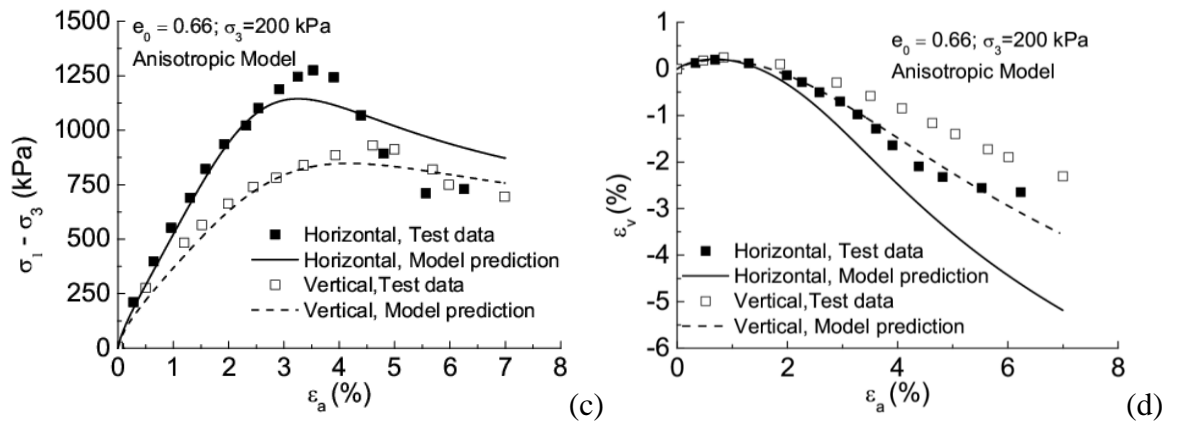 1500
1250
1000
750
500
250
0
σ₁ - σ₃ (kPa)
e₀ = 0.66; σ₃=200 kPa
Anisotropic Model
Horizontal, Test data
Horizontal, Model prediction
Vertical,Test data
Vertical, Model prediction
0 1 2 3 4 5 6 7 8
εₐ (%)
(c)
1
0
-1
-2
-3
-4
-5
-6
εᵥ (%)
e₀ = 0.66; σ₃=200 kPa
Anisotropic Model
Horizontal, Test data
Horizontal, Model prediction
Vertical,Test data
Vertical, Model prediction
0 2 4 6 8
εₐ (%)
(d)